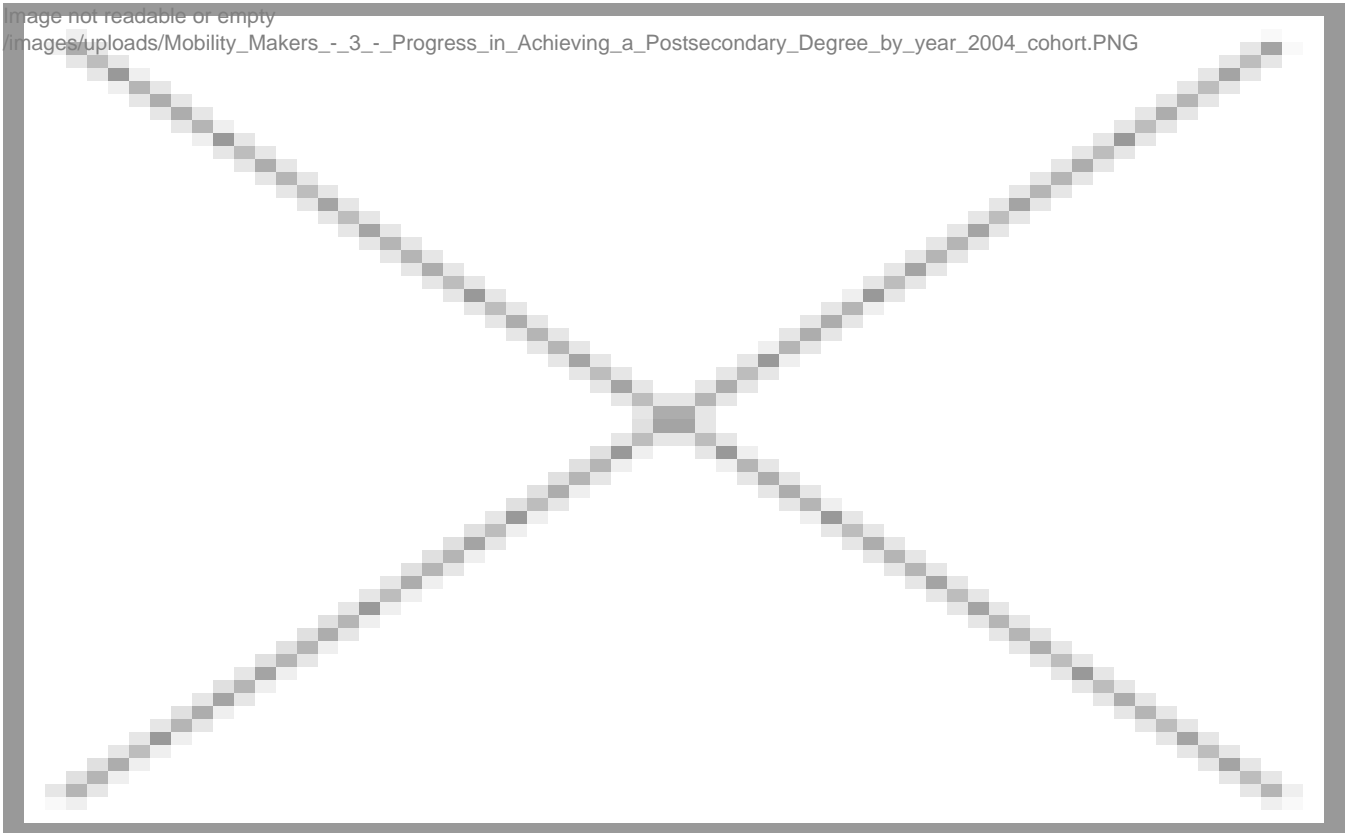 Image not readable or empty
/images/uploads/Mobility_Makers_-_3_-_Progress_in_Achieving_a_Postsecondary_Degree_by_year_2004_cohort.PNG